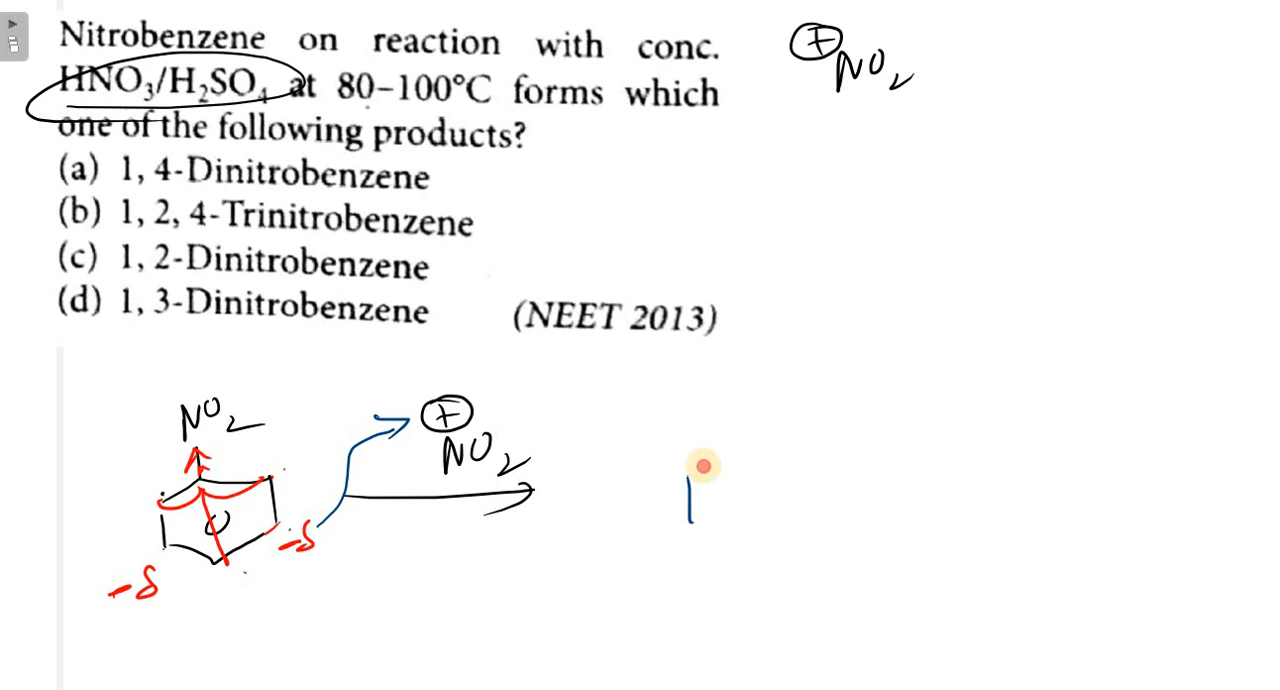 Nitrobenzene on reaction with conc.
HNO₃/H₂SO₄ at 80–100°C forms which
one of the following products?
(a) 1, 4-Dinitrobenzene
(b) 1, 2, 4-Trinitrobenzene
(c) 1, 2-Dinitrobenzene
(d) 1, 3-Dinitrobenzene (NEET 2013)
⊕NO₂
NO₂
⊕
NO₂
-δ
-δ